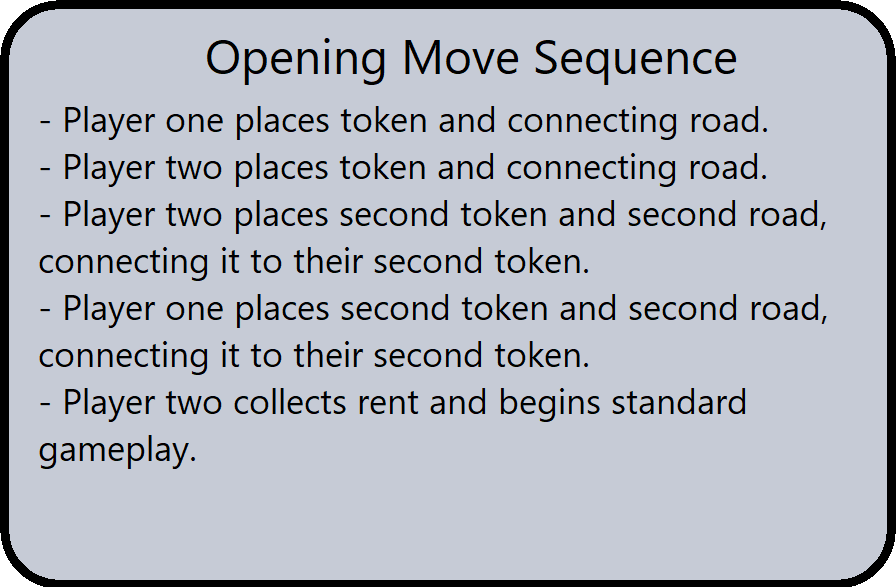 Opening Move Sequence
- Player one places token and connecting road.
- Player two places token and connecting road.
- Player two places second token and second road,
connecting it to their second token.
- Player one places second token and second road,
connecting it to their second token.
- Player two collects rent and begins standard
gameplay.